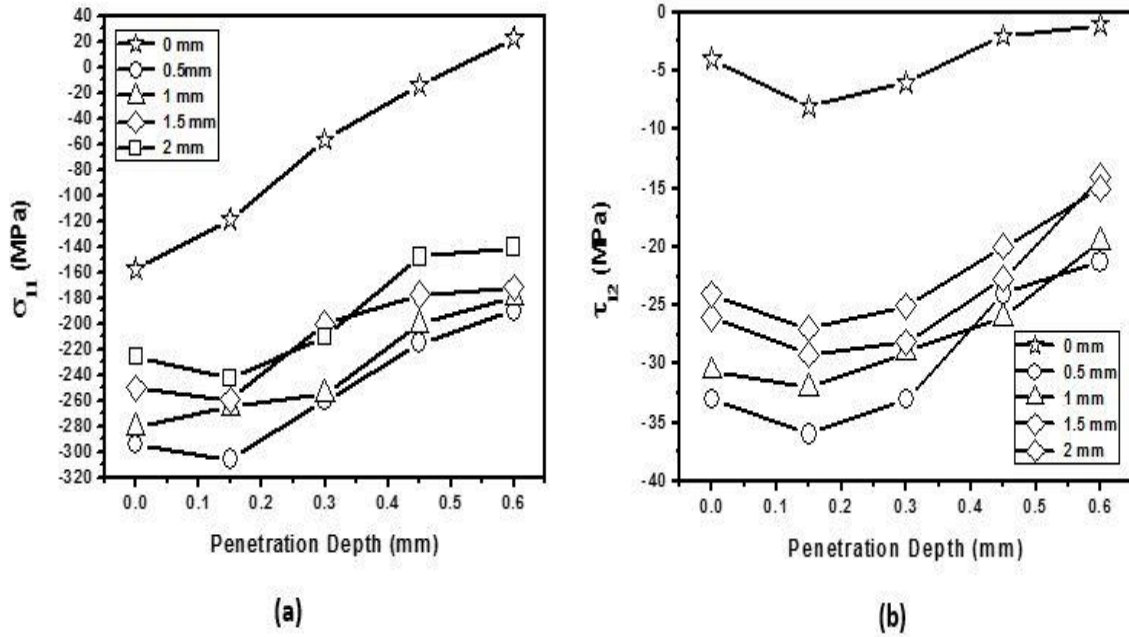 40
20
0
-20
-40
-60
-80
-100
-120
-140
-160
-180
-200
-220
-240
-260
-280
-300
-320
σ11 (MPa)
0 mm
0.5mm
1 mm
1.5 mm
2 mm
0.0 0.1 0.2 0.3 0.4 0.5 0.6
Penetration Depth (mm)
(a)
0
-5
-10
-15
-20
-25
-30
-35
-40
τ12 (MPa)
0 mm
0.5 mm
1 mm
1.5 mm
2 mm
0.0 0.1 0.2 0.3 0.4 0.5 0.6
Penetration Depth (mm)
(b)